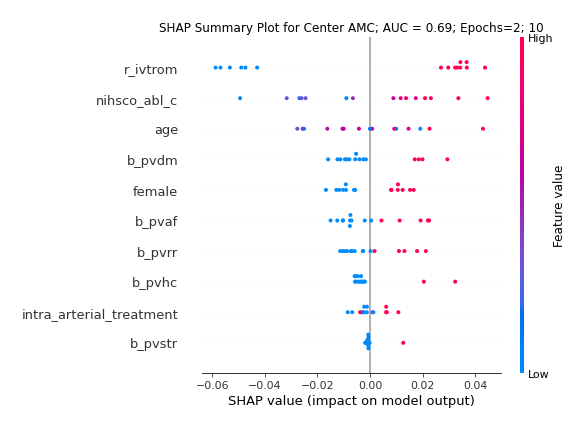 SHAP Summary Plot for Center AMC; AUC = 0.69; Epochs=2; 10
High
r_ivtrom
nihsco_abl_c
age
b_pvdm
female
b_pvaf
b_pvrr
b_pvhc
intra_arterial_treatment
b_pvstr
Feature value
Low
−0.06 −0.04 −0.02 0.00 0.02 0.04
SHAP value (impact on model output)